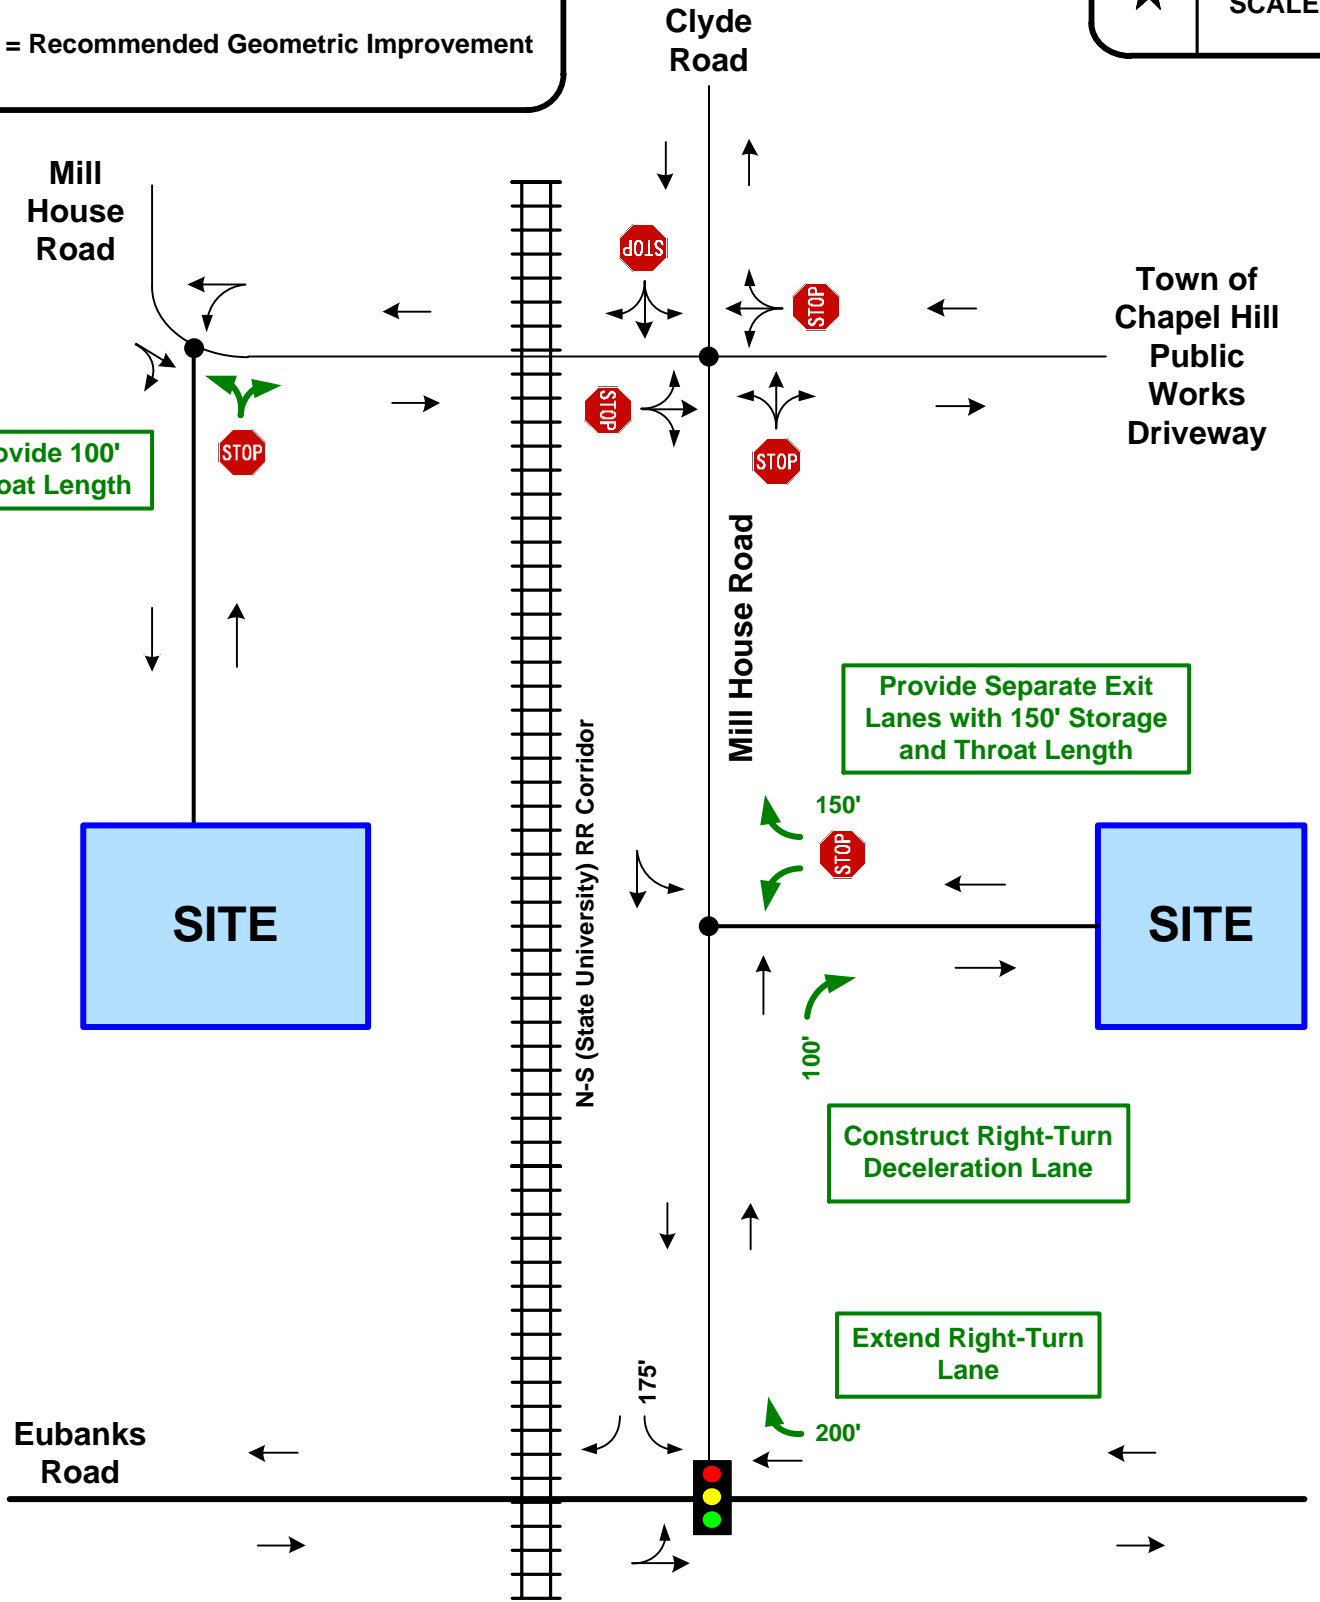 = Recommended Geometric Improvement
SCALE
Clyde
Road
Mill
House
Road
STOP
STOP
Town of
Chapel Hill
Public
Works
Driveway
STOP
STOP
STOP
100'
Length
Mill House Road
Provide Separate Exit
Lanes with 150' Storage
and Throat Length
N-S (State University) RR Corridor
150'
STOP
SITE
SITE
100'
Construct Right-Turn
Deceleration Lane
Extend Right-Turn
Lane
175'
200'
Eubanks
Road